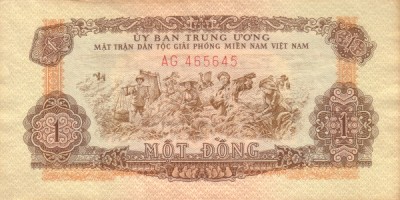 ỦY BAN TRUNG ƯƠNG
MẶT TRẬN DÂN TỘC GIẢI PHÓNG MIỀN NAM VIỆT NAM
AG.465645
1 1
MỘT ĐỒNG